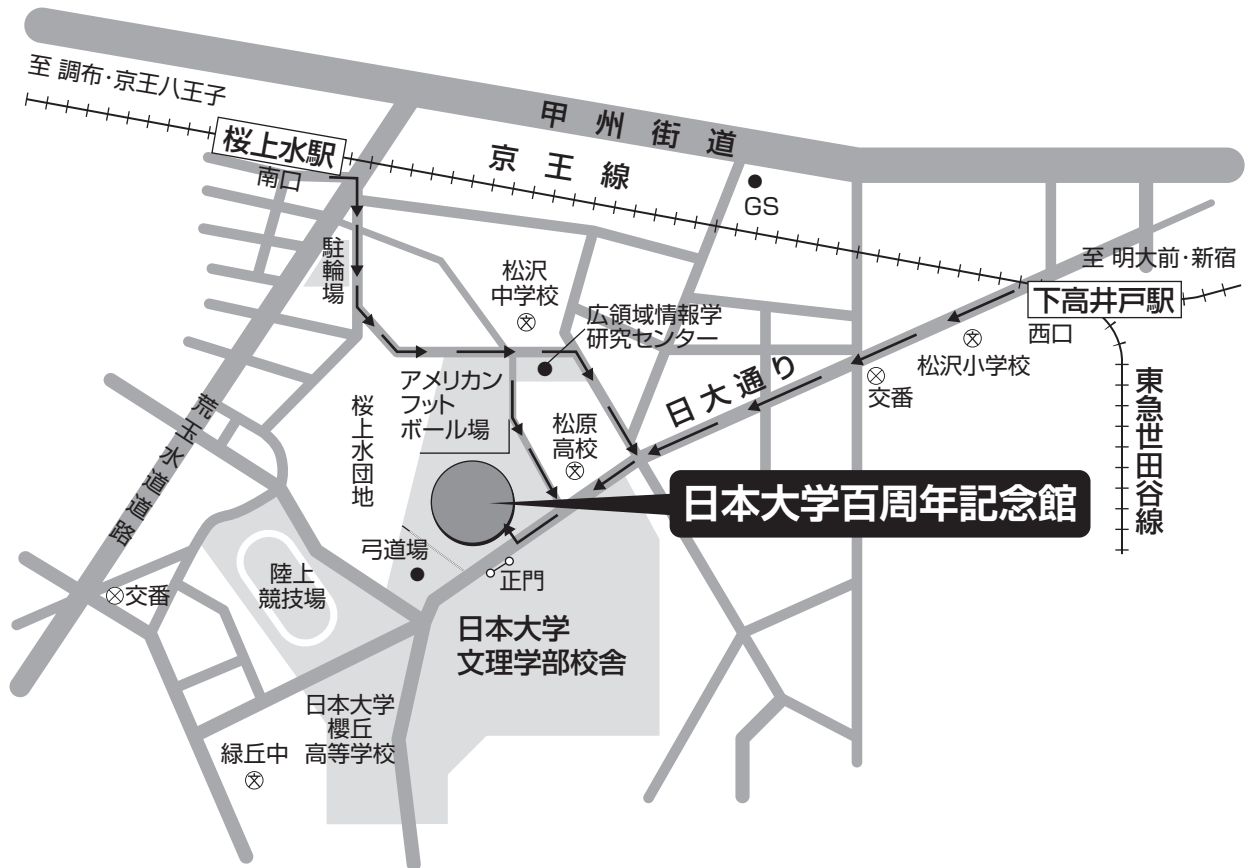 至 調布・京王八王子
甲州街道
桜上水駅
南口
京王線
GS
至 明大前・新宿
下高井戸駅
西口
駐輪場
松沢
中学校
文
広領域情報学
研究センター
松沢小学校
文
交番
日大通り
東急世田谷線
アメリカン
フット
ボール場
桜上水団地
松原
高校
文
荒玉水道道路
日本大学百周年記念館
弓道場
正門
陸上
競技場
交番
日本大学
文理学部校舎
日本大学
櫻丘
高等学校
緑丘中
文